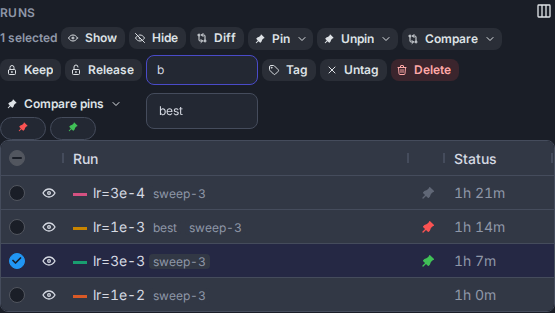 RUNS
1 selected Show Hide Diff Pin Unpin Compare
Keep Release b Tag Untag Delete
Compare pins best
Run Status
lr=3e-4 sweep-3 1h 21m
lr=1e-3 best sweep-3 1h 14m
lr=3e-3 sweep-3 1h 7m
lr=1e-2 sweep-3 1h 0m